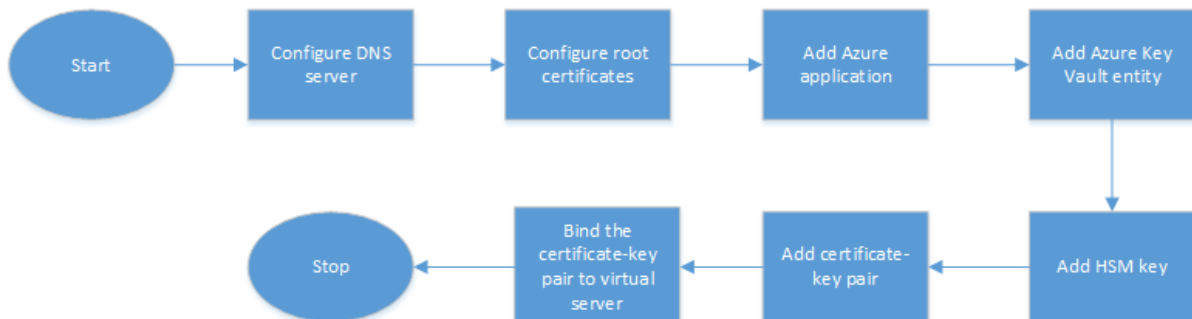 Start
Configure DNS
server
Configure root
certificates
Add Azure
application
Add Azure Key
Vault entity
Stop
Bind the
certificate-key
pair to virtual
server
Add certificate-
key pair
Add HSM key